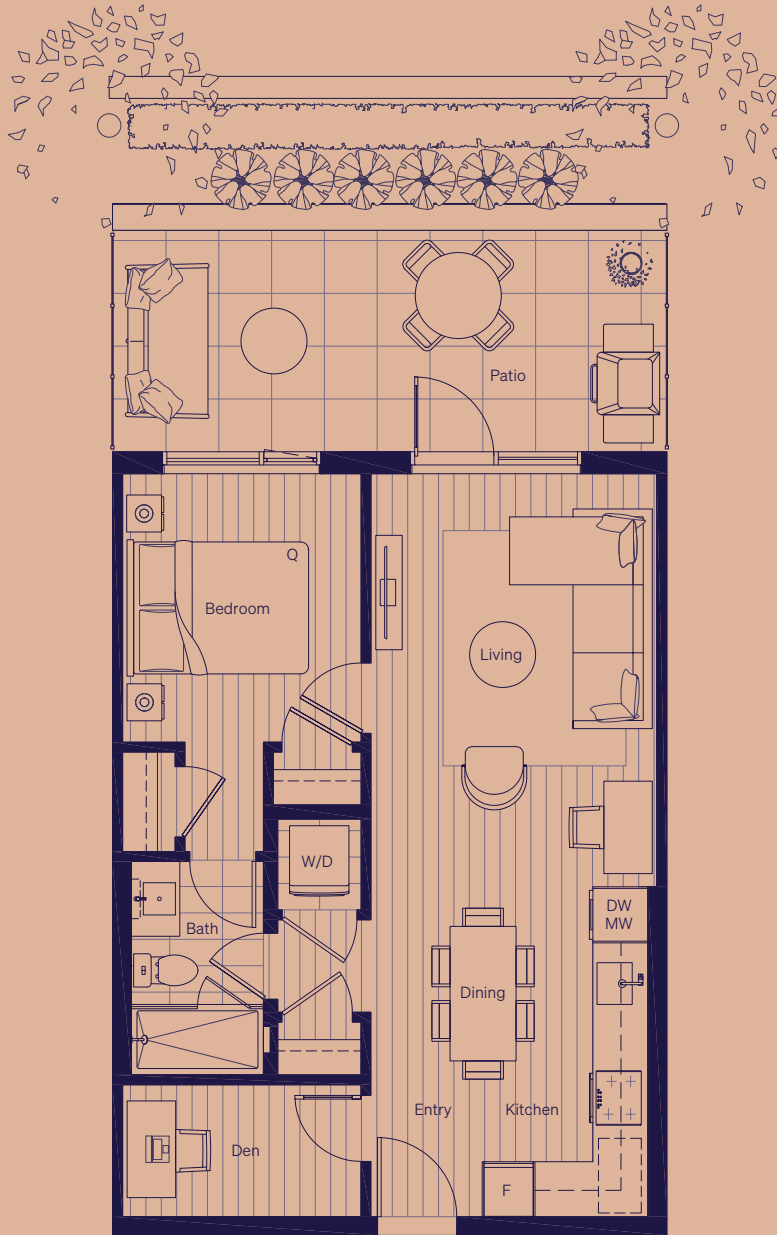 Patio
Q
Bedroom
Living
W/D
DW
MW
Bath
Dining
Entry
Kitchen
Den
F